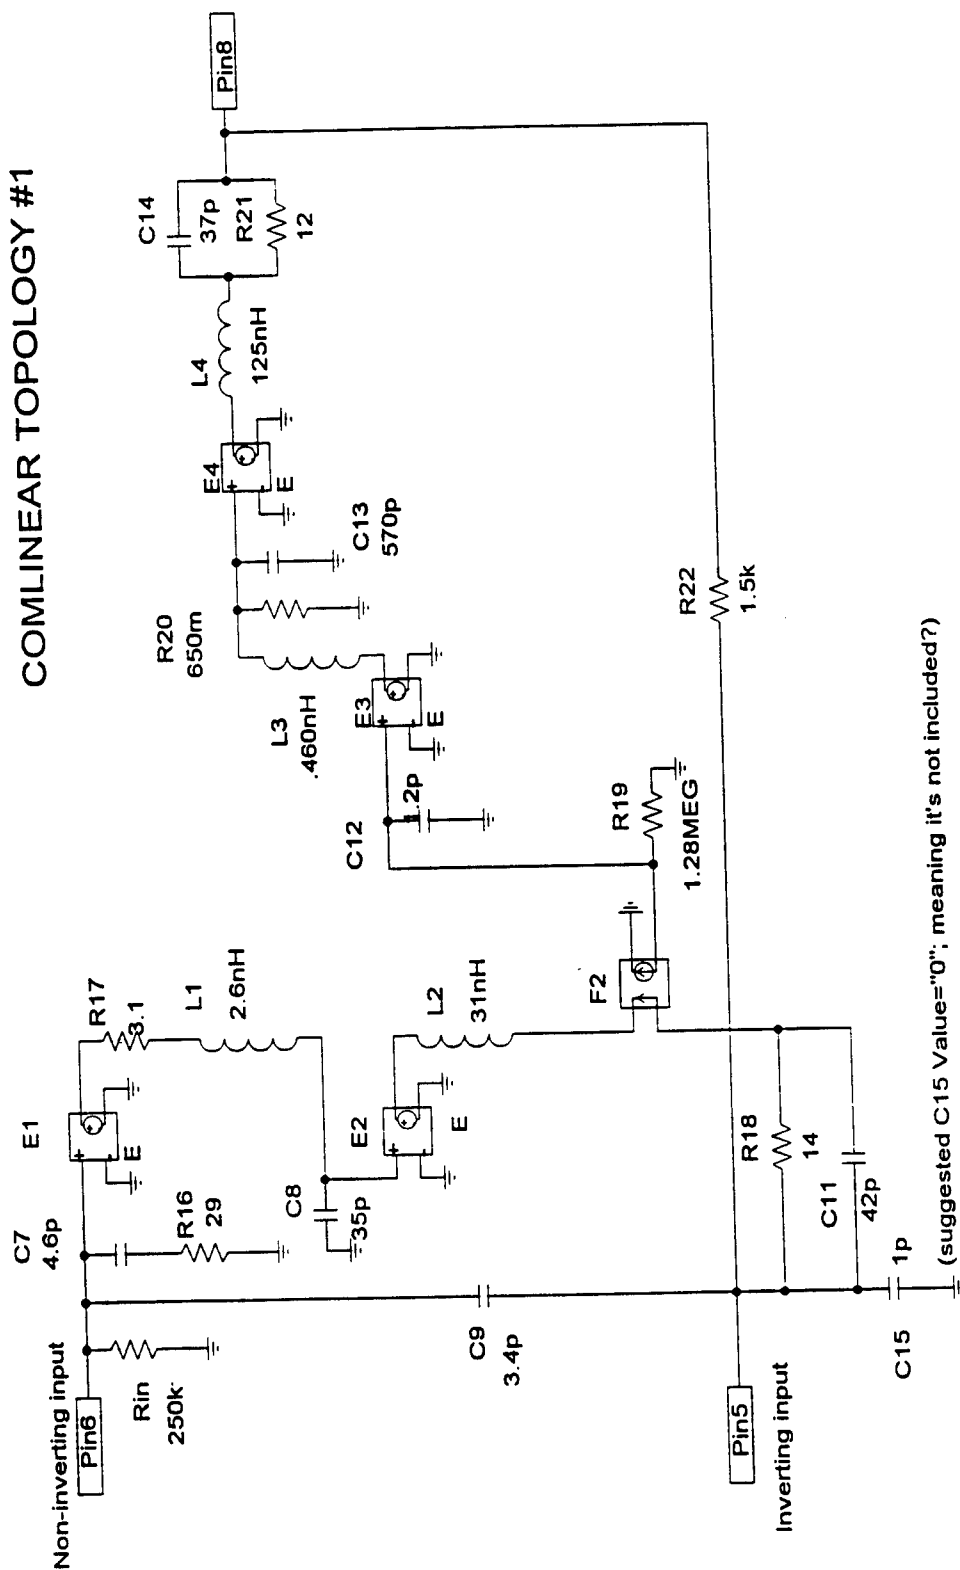 COMLINEAR TOPOLOGY #1
Non-inverting input
Pin6
Rin
250k
C7
4.6p
R16
29
E1
E
R17
3.1
L1
2.6nH
C8
35p
E2
E
L2
31nH
C9
3.4p
F2
R19
1.28MEG
C12
.2p
E3
E
L3
.460nH
R20
650m
C13
570p
E4
E
L4
125nH
C14
37p
R21
12
Pin8
R22
1.5k
Pin5
Inverting input
R18
14
C11
42p
C15
1p
(suggested C15 Value="0"; meaning it's not included?)